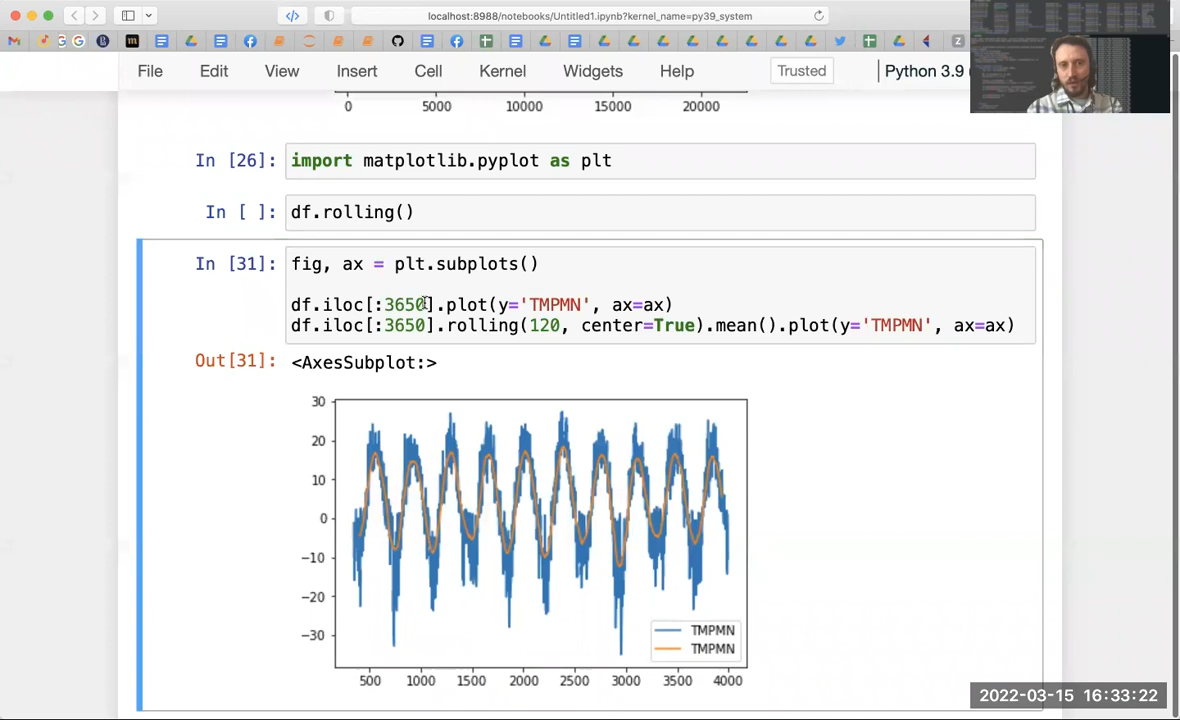 localhost:8988/notebooks/Untitled1.ipynb?kernel_name=py39_system
File Edit View Insert Cell Kernel Widgets Help Trusted Python 3.9
0 5000 10000 15000 20000
In [26]: import matplotlib.pyplot as plt
In [ ]: df.rolling()
In [31]: fig, ax = plt.subplots()
df.iloc[:3650].plot(y='TMPMN', ax=ax)
df.iloc[:3650].rolling(120, center=True).mean().plot(y='TMPMN', ax=ax)
Out[31]: <AxesSubplot:>
30
20
10
0
−10
−20
−30
TMPMN
TMPMN
500 1000 1500 2000 2500 3000 3500 4000
2022-03-15 16:33:22